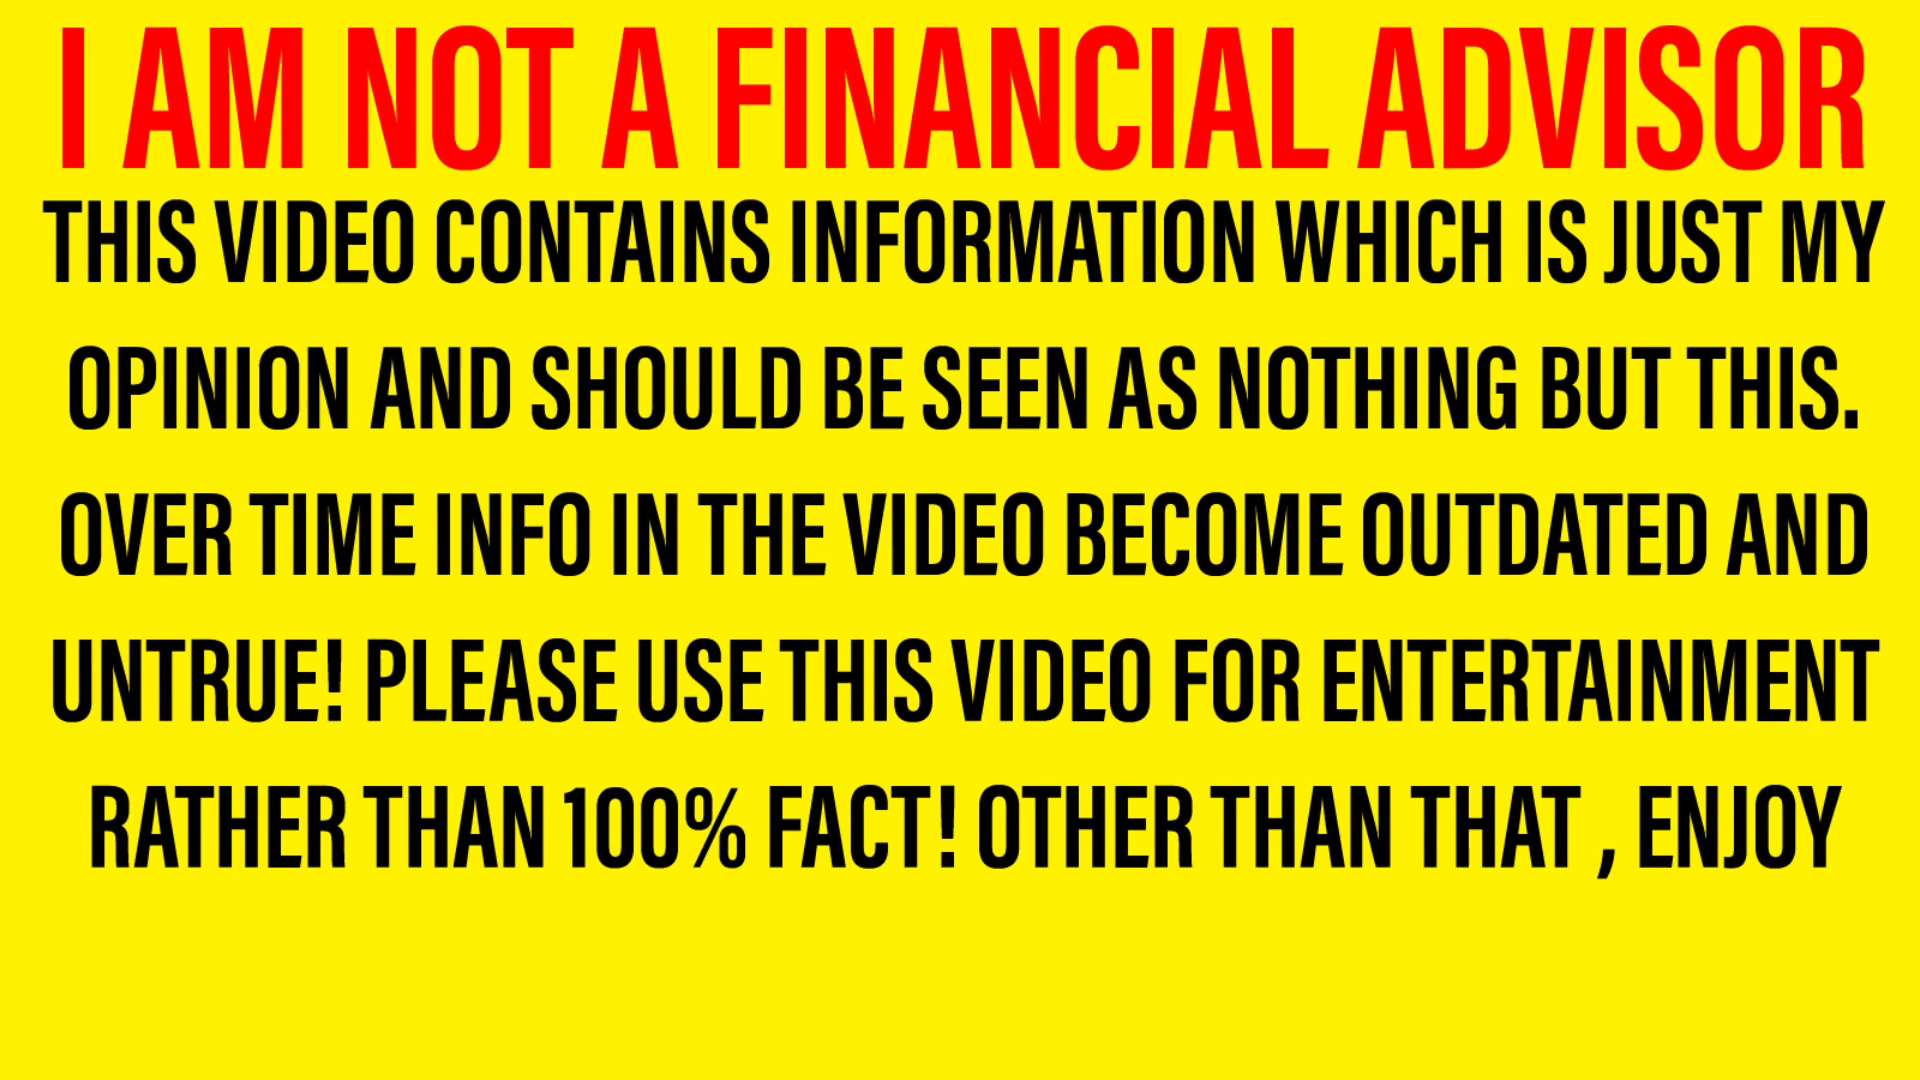 I AM NOT A FINANCIAL ADVISOR
THIS VIDEO CONTAINS INFORMATION WHICH IS JUST MY
OPINION AND SHOULD BE SEEN AS NOTHING BUT THIS.
OVER TIME INFO IN THE VIDEO BECOME OUTDATED AND
UNTRUE! PLEASE USE THIS VIDEO FOR ENTERTAINMENT
RATHER THAN 100% FACT! OTHER THAN THAT , ENJOY